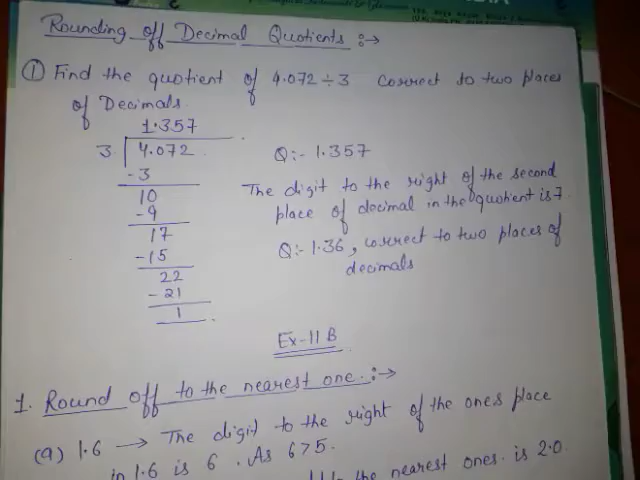 Rounding off Decimal Quotients :→
① Find the quotient of 4.072 ÷ 3 correct to two places
of Decimals.
1.357
3 4.072
-3
10
-9
17
-15
22
-21
1
Q:- 1.357
The digit to the right of the second
place of decimal in the quotient is 7.
Q:- 1.36, correct to two places of
decimals
Ex-11 B
1. Round off to the nearest one :→
(a) 1.6 → The digit to the right of the ones place
in 1.6 is 6 . As 6 > 5.
to the nearest ones. is 2.0.